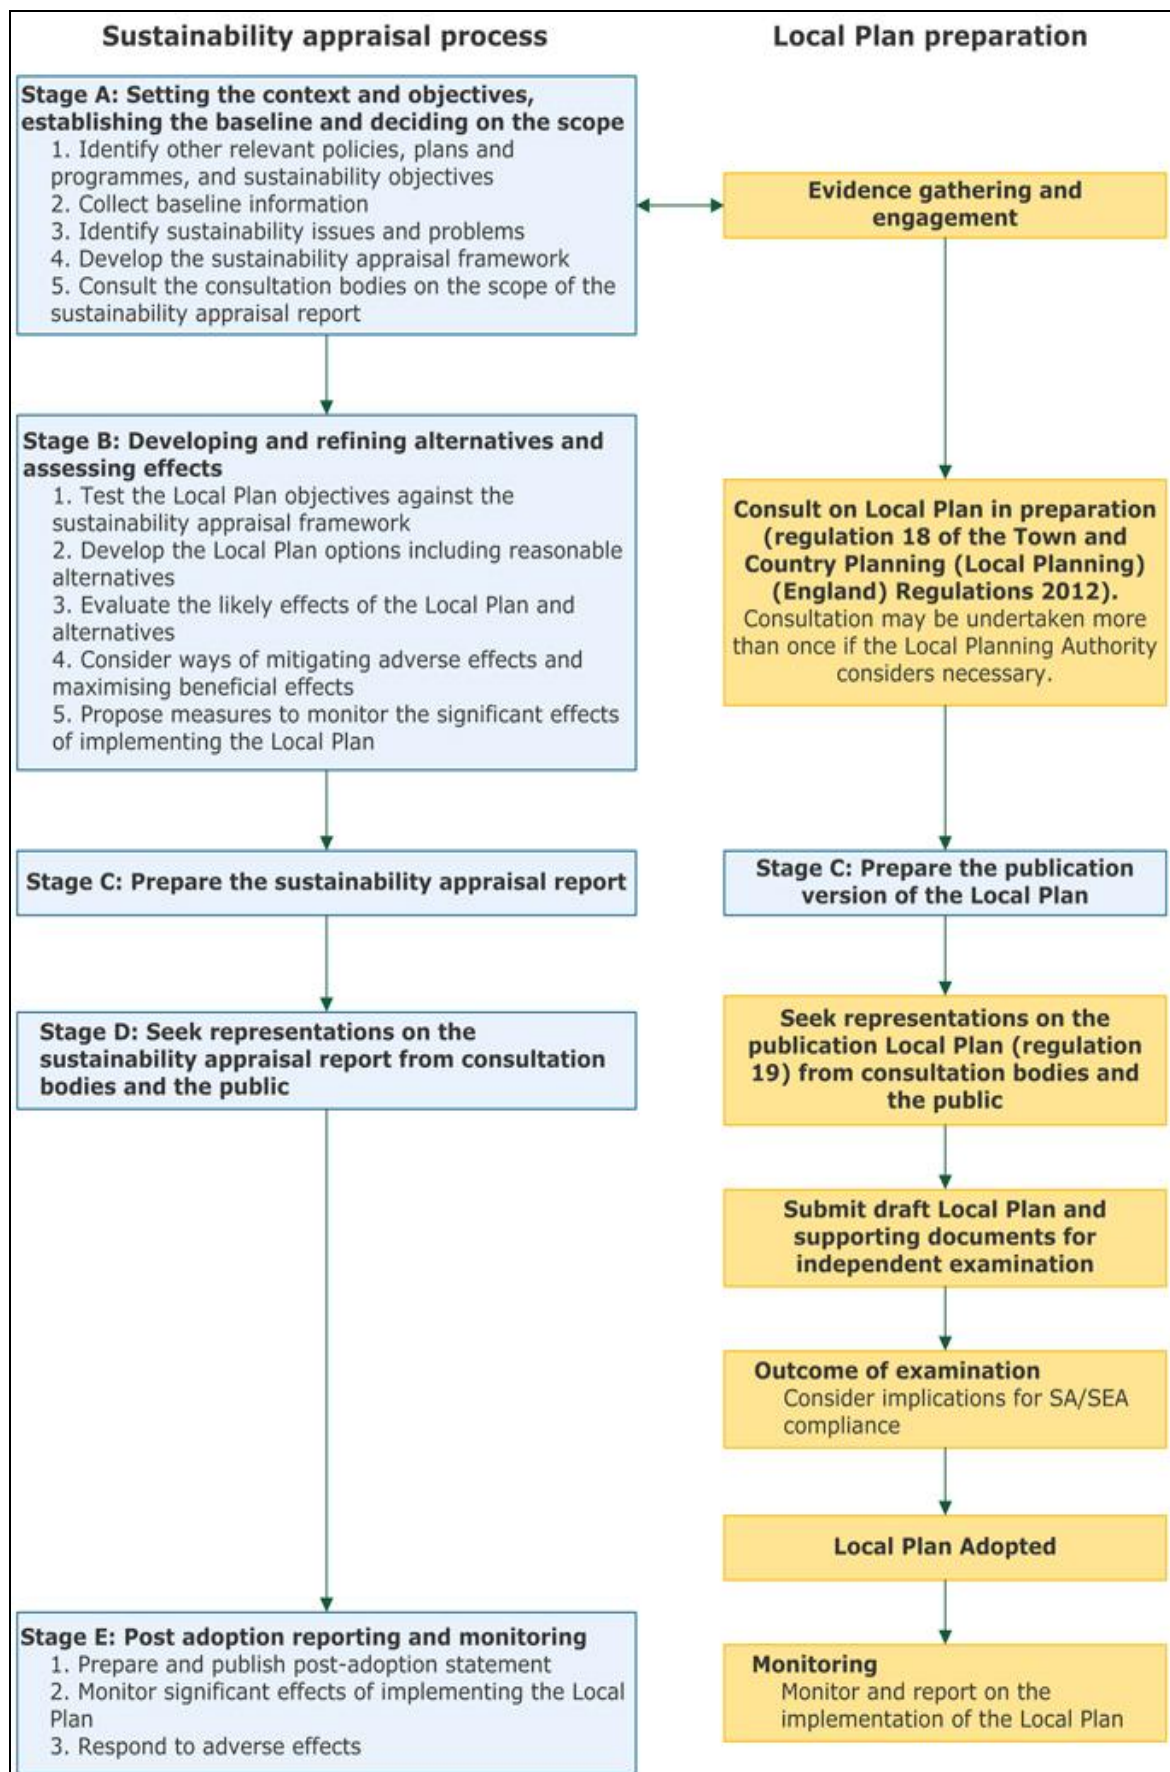 Sustainability appraisal process
Local Plan preparation
Stage A: Setting the context and objectives,
establishing the baseline and deciding on the scope
1. Identify other relevant policies, plans and
programmes, and sustainability objectives
2. Collect baseline information
3. Identify sustainability issues and problems
4. Develop the sustainability appraisal framework
5. Consult the consultation bodies on the scope of the
sustainability appraisal report
Evidence gathering and
engagement
Stage B: Developing and refining alternatives and
assessing effects
1. Test the Local Plan objectives against the
sustainability appraisal framework
2. Develop the Local Plan options including reasonable
alternatives
3. Evaluate the likely effects of the Local Plan and
alternatives
4. Consider ways of mitigating adverse effects and
maximising beneficial effects
5. Propose measures to monitor the significant effects
of implementing the Local Plan
Consult on Local Plan in preparation
(regulation 18 of the Town and
Country Planning (Local Planning)
(England) Regulations 2012).
Consultation may be undertaken more
than once if the Local Planning Authority
considers necessary.
Stage C: Prepare the sustainability appraisal report
Stage C: Prepare the publication
version of the Local Plan
Stage D: Seek representations on the
sustainability appraisal report from consultation
bodies and the public
Seek representations on the
publication Local Plan (regulation
19) from consultation bodies and
the public
Submit draft Local Plan and
supporting documents for
independent examination
Outcome of examination
Consider implications for SA/SEA
compliance
Local Plan Adopted
Stage E: Post adoption reporting and monitoring
1. Prepare and publish post-adoption statement
2. Monitor significant effects of implementing the Local
Plan
3. Respond to adverse effects
Monitoring
Monitor and report on the
implementation of the Local Plan